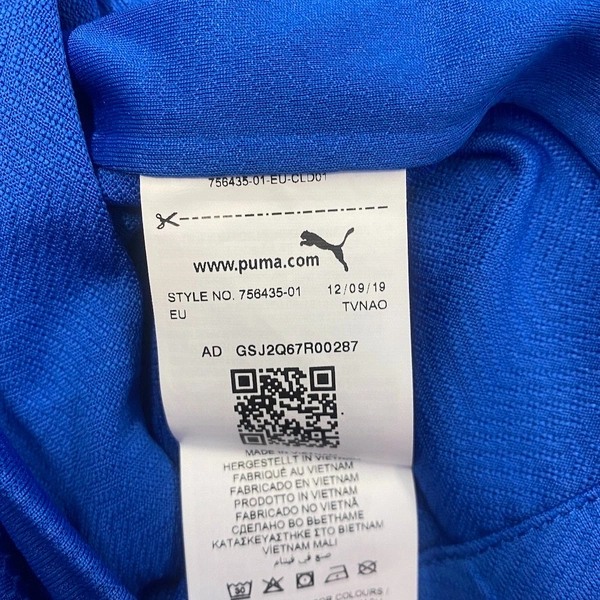 756435-01-EU-CLD01
www.puma.com
STYLE NO. 756435-01 12/09/19
EU TVNAO
AD GSJ2Q67R00287
MADE IN VIETNAM
HERGESTELLT IN VIETNAM
FABRIQUÉ AU VIETNAM
FABRICADO EN VIETNAM
PRODOTTO IN VIETNAM
FABRICADO NO VIETNÃ
СДЕЛАНО ВО ВЬЕТНАМЕ
ΚΑΤΑΣΚΕΥΑΣΤΗΚΕ ΣΤΟ ΒΙΕΤΝΑΜ
VIETNAM MALI
صنع في فيتنام
30
COLOURS /